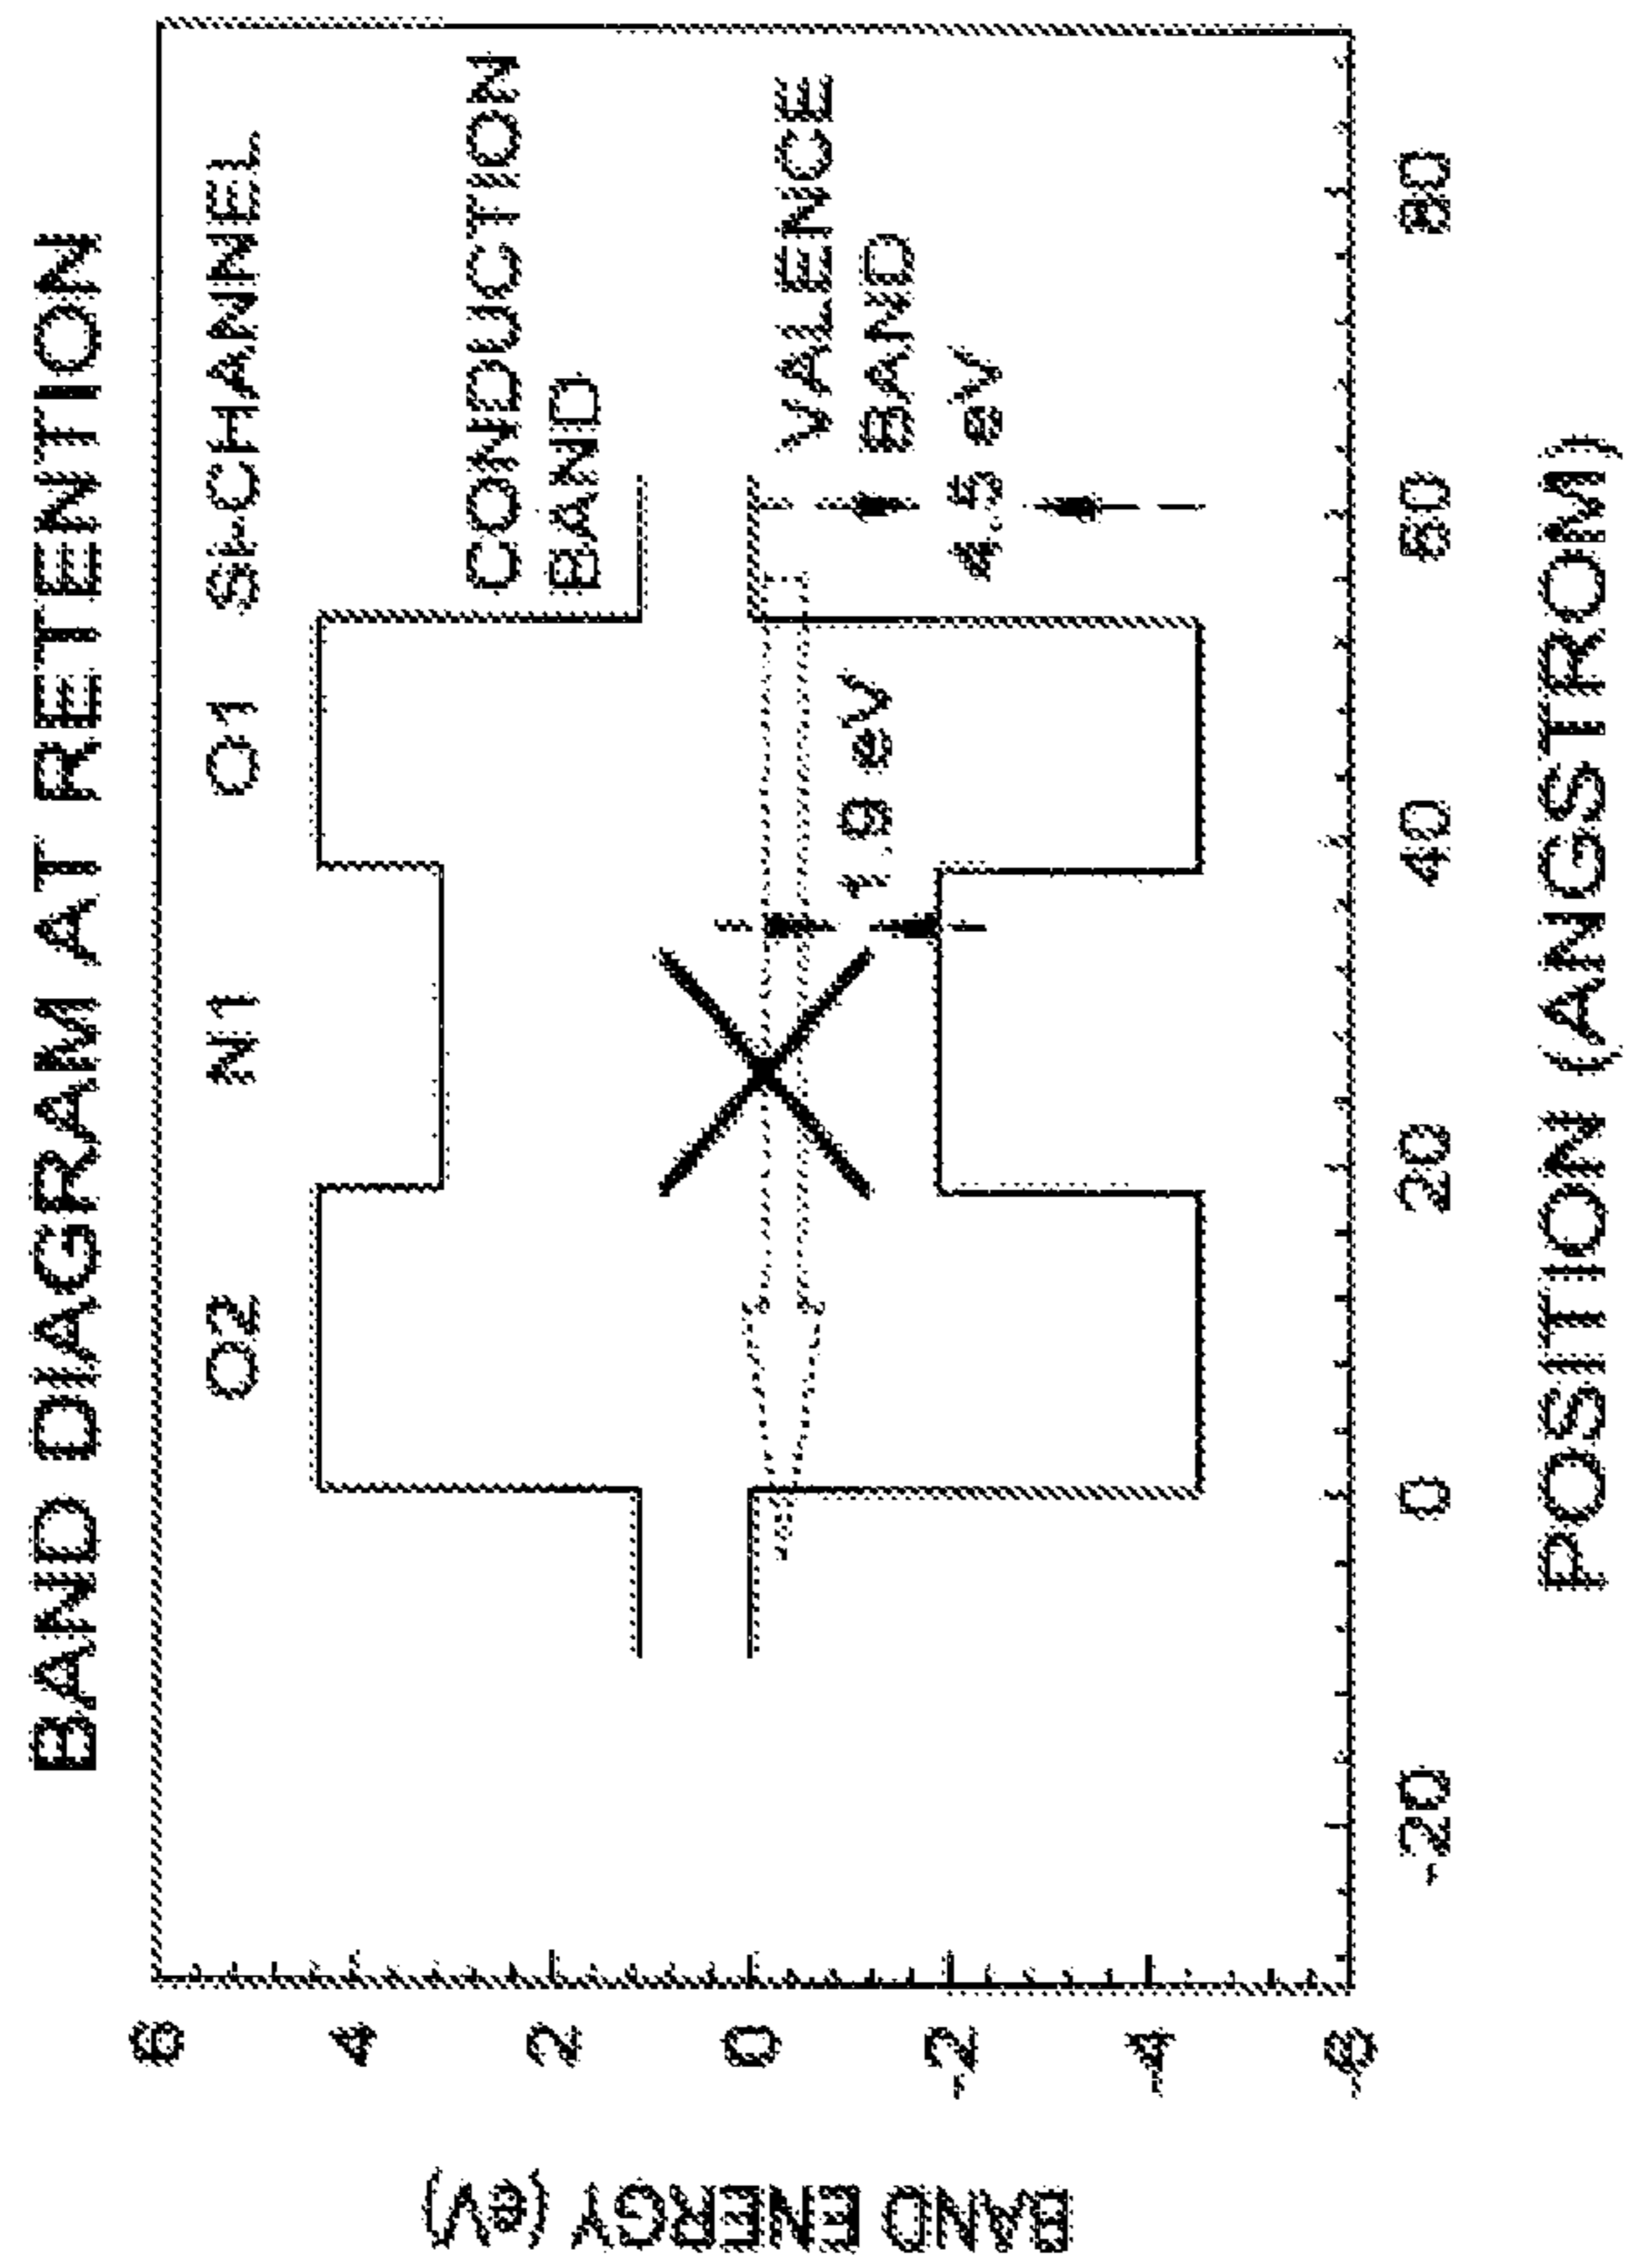 BAND DIAGRAM AT RETENTION
O2 N1 O1 SI-CHANNEL
CONDUCTION
BAND
VALENCE
BAND
1.9 eV
4.5 eV
6
4
2
0
-2
-4
-6
BAND ENERGY (eV)
-20 0 20 40 60 80
POSITION (ANGSTROM)